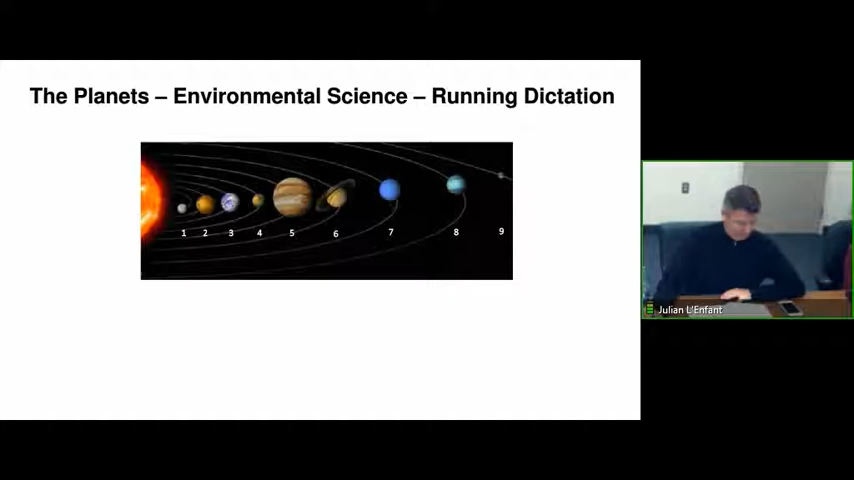 The Planets – Environmental Science – Running Dictation
1 2 3 4 5 6 7 8 9
Julian L'Enfant